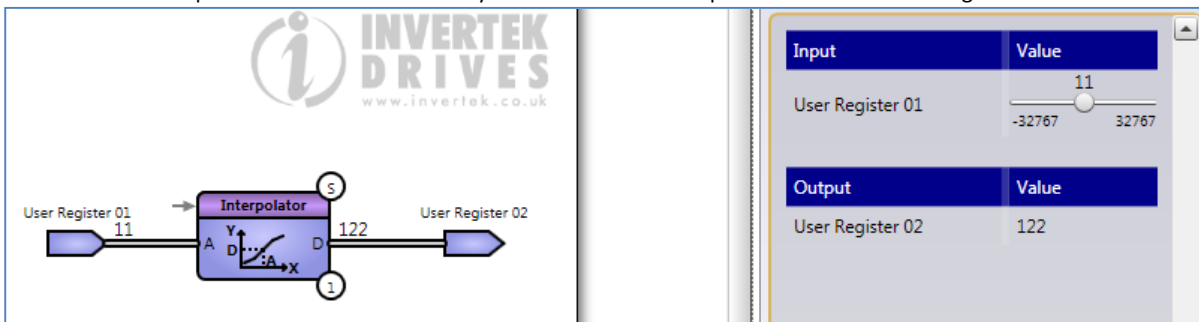 INVERTEK
DRIVES
www.invertek.co.uk
User Register 01
11
Interpolator
S
A
Y
D
A
X
D
1
122
User Register 02
Input Value
User Register 01
11
-32767 32767
Output Value
User Register 02 122